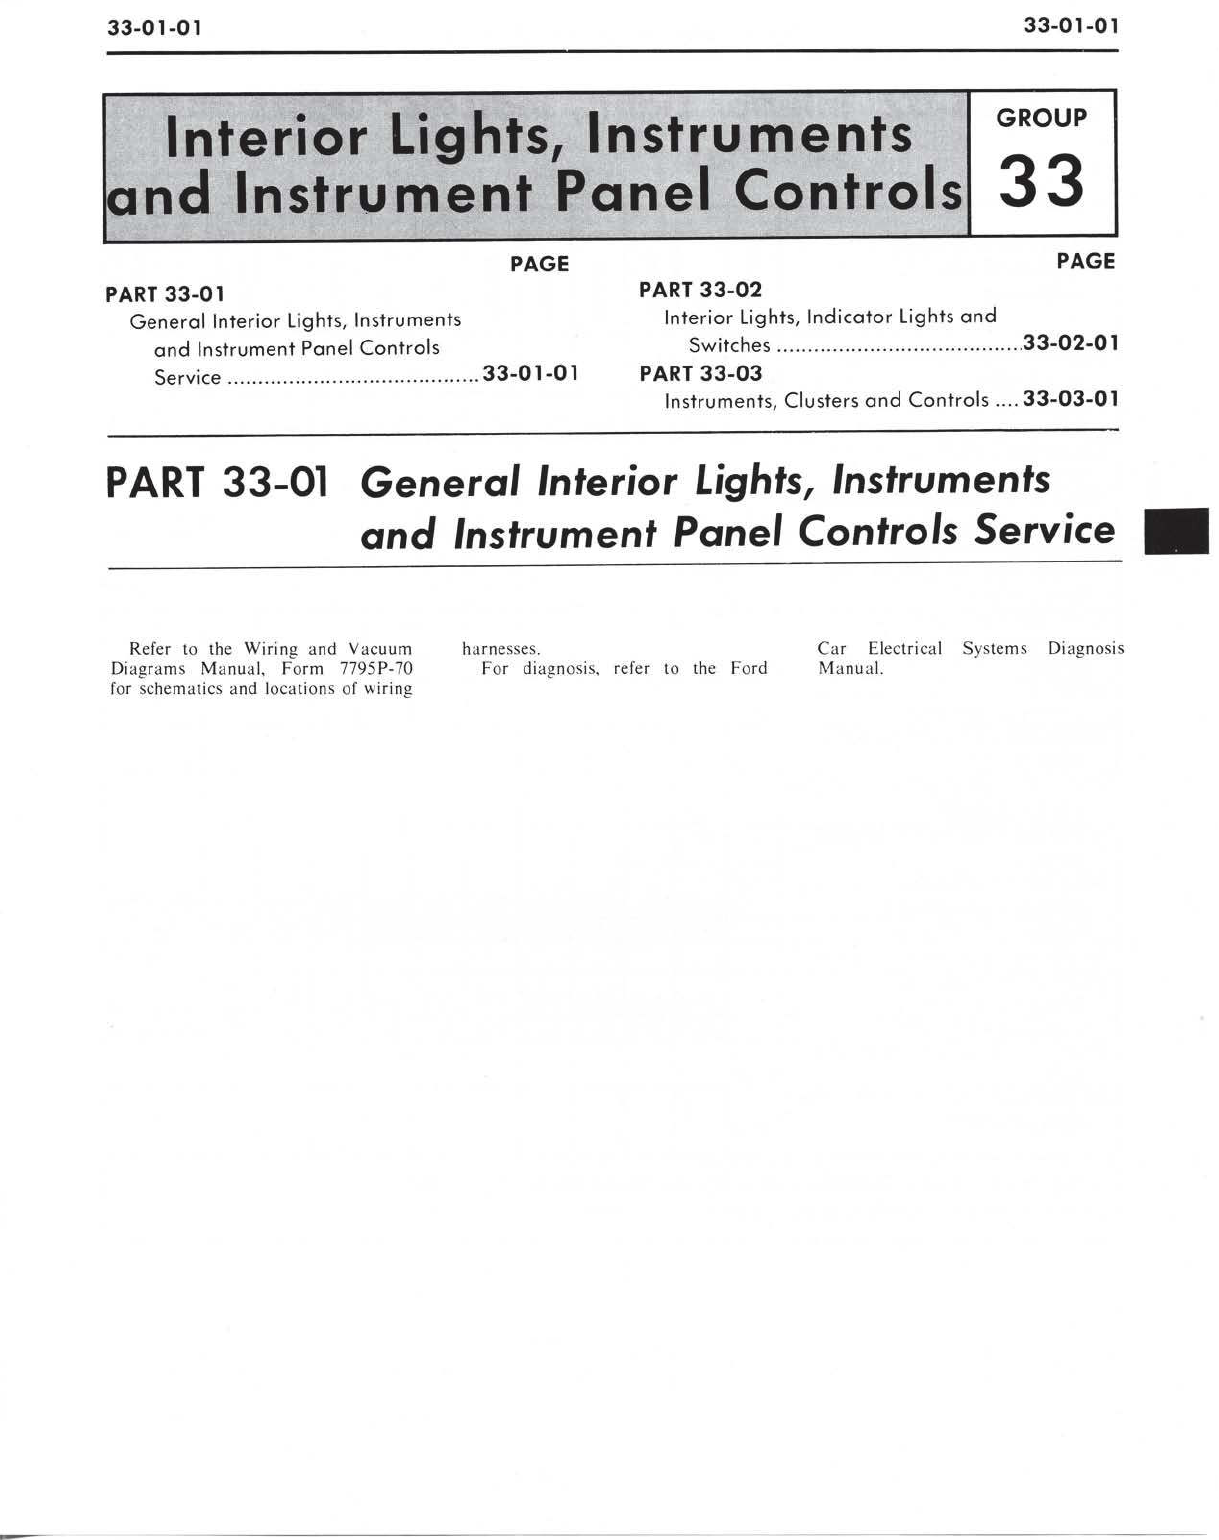 33-01-01 33-01-01
Interior Lights, Instruments
and Instrument Panel Controls
GROUP
33
PAGE
PART 33-01
General Interior Lights, Instruments
and Instrument Panel Controls
Service ........................................ 33-01-01
PAGE
PART 33-02
Interior Lights, Indicator Lights and
Switches ....................................... 33-02-01
PART 33-03
Instruments, Clusters and Controls .... 33-03-01
PART 33-01 General Interior Lights, Instruments
and Instrument Panel Controls Service
Refer to the Wiring and Vacuum
Diagrams Manual, Form 7795P-70
for schematics and locations of wiring
harnesses.
For diagnosis, refer to the Ford
Car Electrical Systems Diagnosis
Manual.